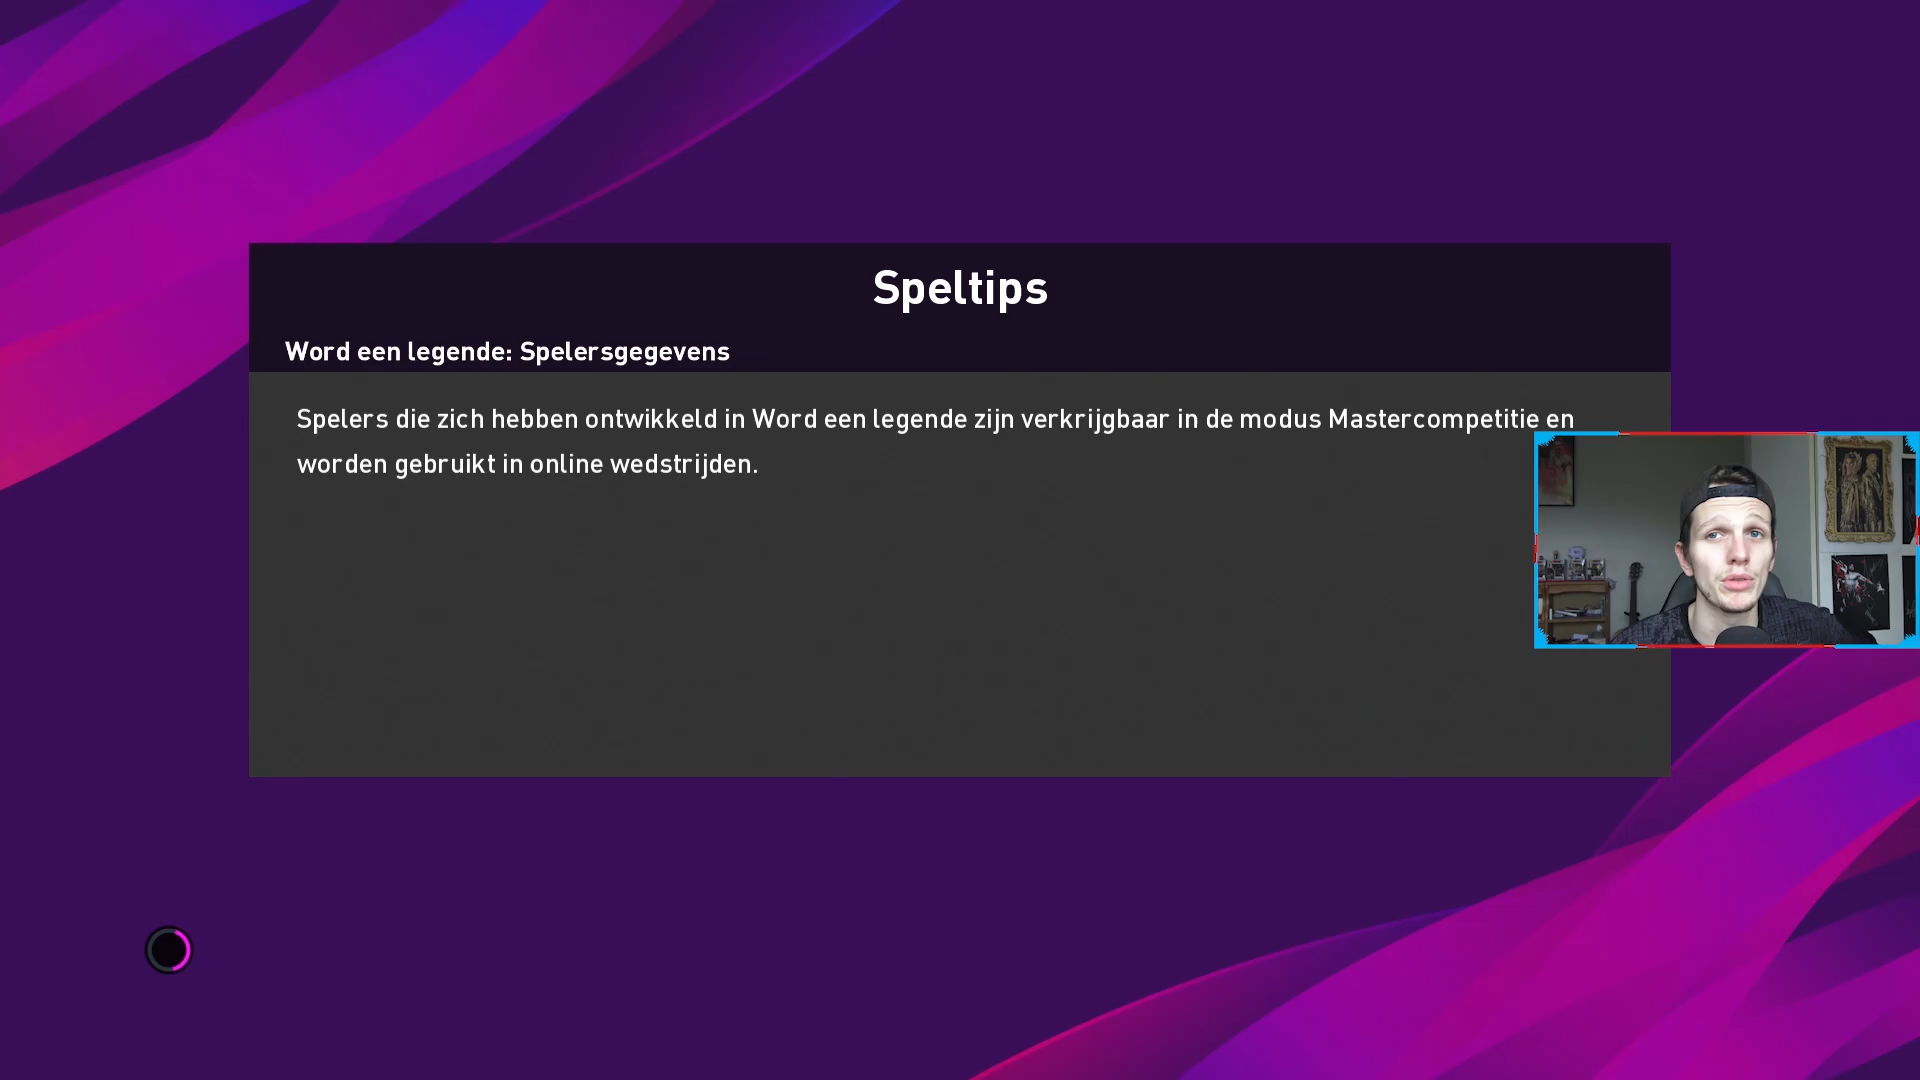 Speltips
Word een legende: Spelersgegevens
Spelers die zich hebben ontwikkeld in Word een legende zijn verkrijgbaar in de modus Mastercompetitie en
worden gebruikt in online wedstrijden.